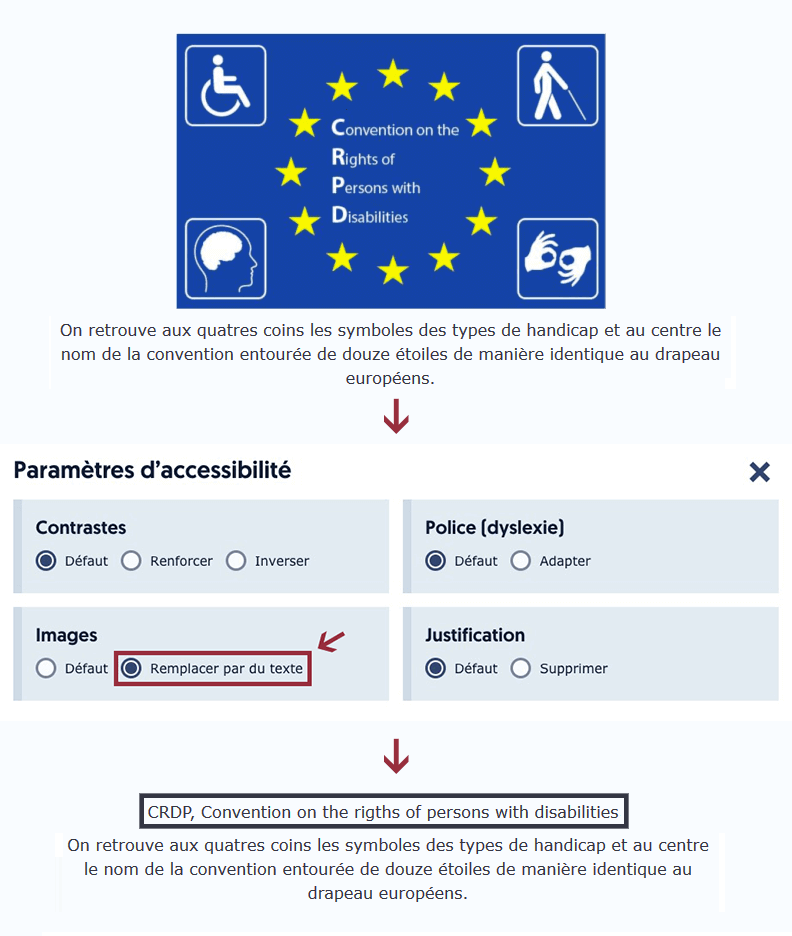 Convention on the
Rights of
Persons with
Disabilities
On retrouve aux quatres coins les symboles des types de handicap et au centre le
nom de la convention entourée de douze étoiles de manière identique au drapeau
européens.
Paramètres d’accessibilité
Contrastes
Défaut Renforcer Inverser
Police (dyslexie)
Défaut Adapter
Images
Défaut Remplacer par du texte
Justification
Défaut Supprimer
CRDP, Convention on the rigths of persons with disabilities
On retrouve aux quatres coins les symboles des types de handicap et au centre
le nom de la convention entourée de douze étoiles de manière identique au
drapeau européens.